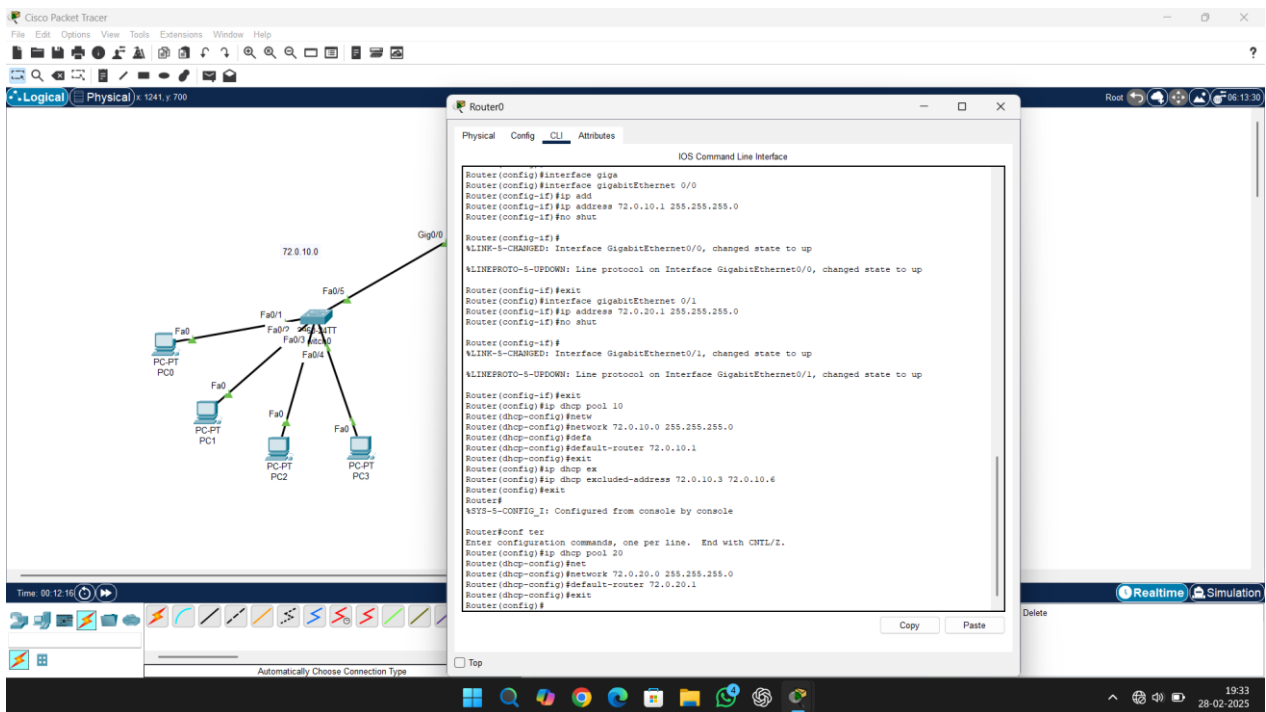 Cisco Packet Tracer
File Edit Options View Tools Extensions Window Help
?
Logical Physical x: 1241, y: 700
Root 06:13:30
72.0.10.0
Gig0/0
Fa0/5
Fa0/1
Fa0/2
Fa0/3
Fa0/4
Fa0
PC-PT
PC0
Fa0
PC-PT
PC1
Fa0
PC-PT
PC2
Fa0
PC-PT
PC3
Router0
Physical Config CLI Attributes
IOS Command Line Interface
Router(config)#interface giga
Router(config)#interface gigabitEthernet 0/0
Router(config-if)#ip add
Router(config-if)#ip address 72.0.10.1 255.255.255.0
Router(config-if)#no shut
Router(config-if)#
%LINK-5-CHANGED: Interface GigabitEthernet0/0, changed state to up
%LINEPROTO-5-UPDOWN: Line protocol on Interface GigabitEthernet0/0, changed state to up
Router(config-if)#exit
Router(config)#interface gigabitEthernet 0/1
Router(config-if)#ip address 72.0.20.1 255.255.255.0
Router(config-if)#no shut
Router(config-if)#
%LINK-5-CHANGED: Interface GigabitEthernet0/1, changed state to up
%LINEPROTO-5-UPDOWN: Line protocol on Interface GigabitEthernet0/1, changed state to up
Router(config-if)#exit
Router(config)#ip dhcp pool 10
Router(dhcp-config)#netw
Router(dhcp-config)#network 72.0.10.0 255.255.255.0
Router(dhcp-config)#defa
Router(dhcp-config)#default-router 72.0.10.1
Router(dhcp-config)#exit
Router(config)#ip dhcp ex
Router(config)#ip dhcp excluded-address 72.0.10.3 72.0.10.6
Router(config)#exit
Router#
%SYS-5-CONFIG_I: Configured from console by console
Router#conf ter
Enter configuration commands, one per line. End with CNTL/Z.
Router(config)#ip dhcp pool 20
Router(dhcp-config)#net
Router(dhcp-config)#network 72.0.20.0 255.255.255.0
Router(dhcp-config)#default-router 72.0.20.1
Router(dhcp-config)#exit
Router(config)#
Copy Paste
Top
Time: 00:12:16
Realtime Simulation
Delete
Automatically Choose Connection Type
4
19:33
28-02-2025